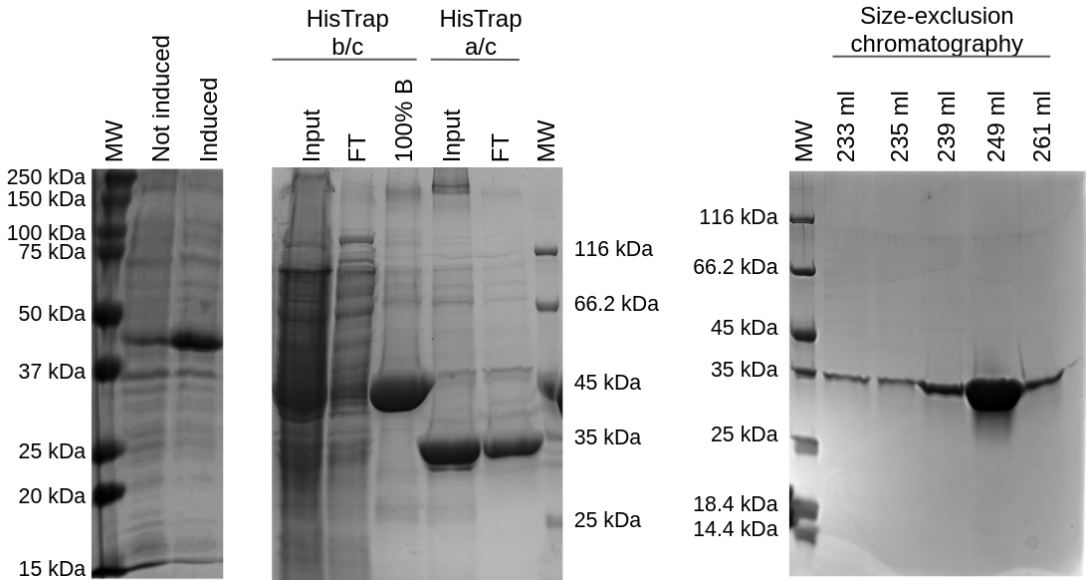 MW
Not induced
Induced
250 kDa
150 kDa
100 kDa
75 kDa
50 kDa
37 kDa
25 kDa
20 kDa
15 kDa
HisTrap
b/c
HisTrap
a/c
Input
FT
100% B
Input
FT
MW
116 kDa
66.2 kDa
45 kDa
35 kDa
25 kDa
Size-exclusion
chromatography
MW
233 ml
235 ml
239 ml
249 ml
261 ml
116 kDa
66.2 kDa
45 kDa
35 kDa
25 kDa
18.4 kDa
14.4 kDa